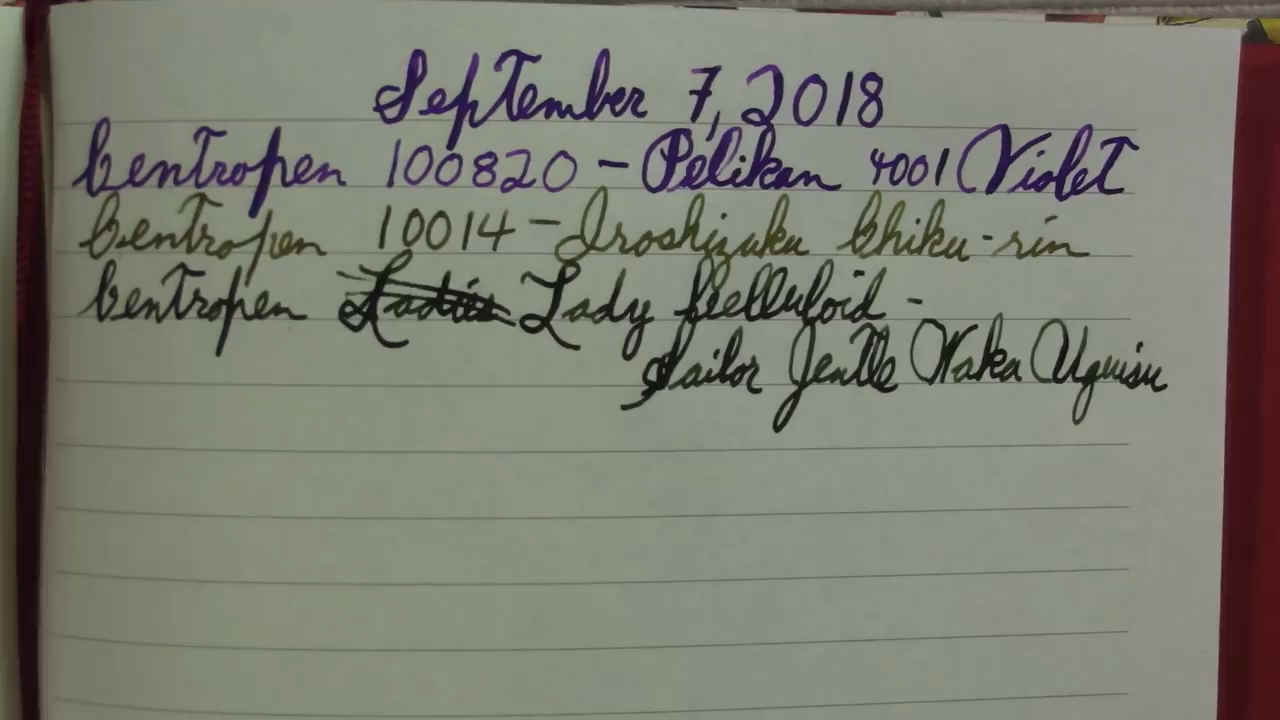 September 7, 2018
Centropen 100820 - Pelikan 4001 Violet
Centropen 10014 - Iroshizuku Chiku-rin
Centropen Lady Celluloid -
Sailor Jentle Waka Uguisu